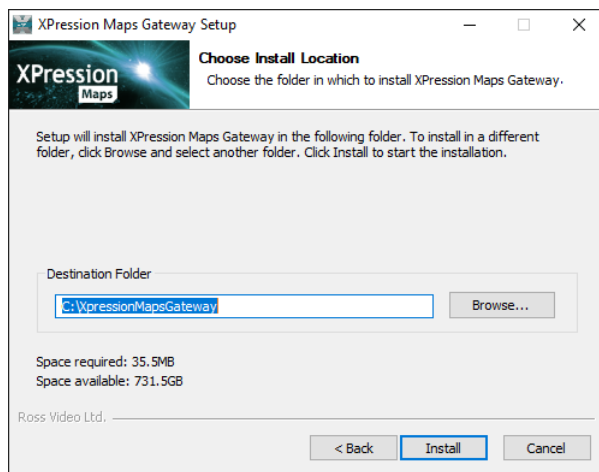 XPression Maps Gateway Setup
XPression
Maps
Choose Install Location
Choose the folder in which to install XPression Maps Gateway.
Setup will install XPression Maps Gateway in the following folder. To install in a different
folder, click Browse and select another folder. Click Install to start the installation.
Destination Folder
C:\XpressionMapsGateway
Browse...
Space required: 35.5MB
Space available: 731.5GB
Ross Video Ltd.
< Back
Install
Cancel